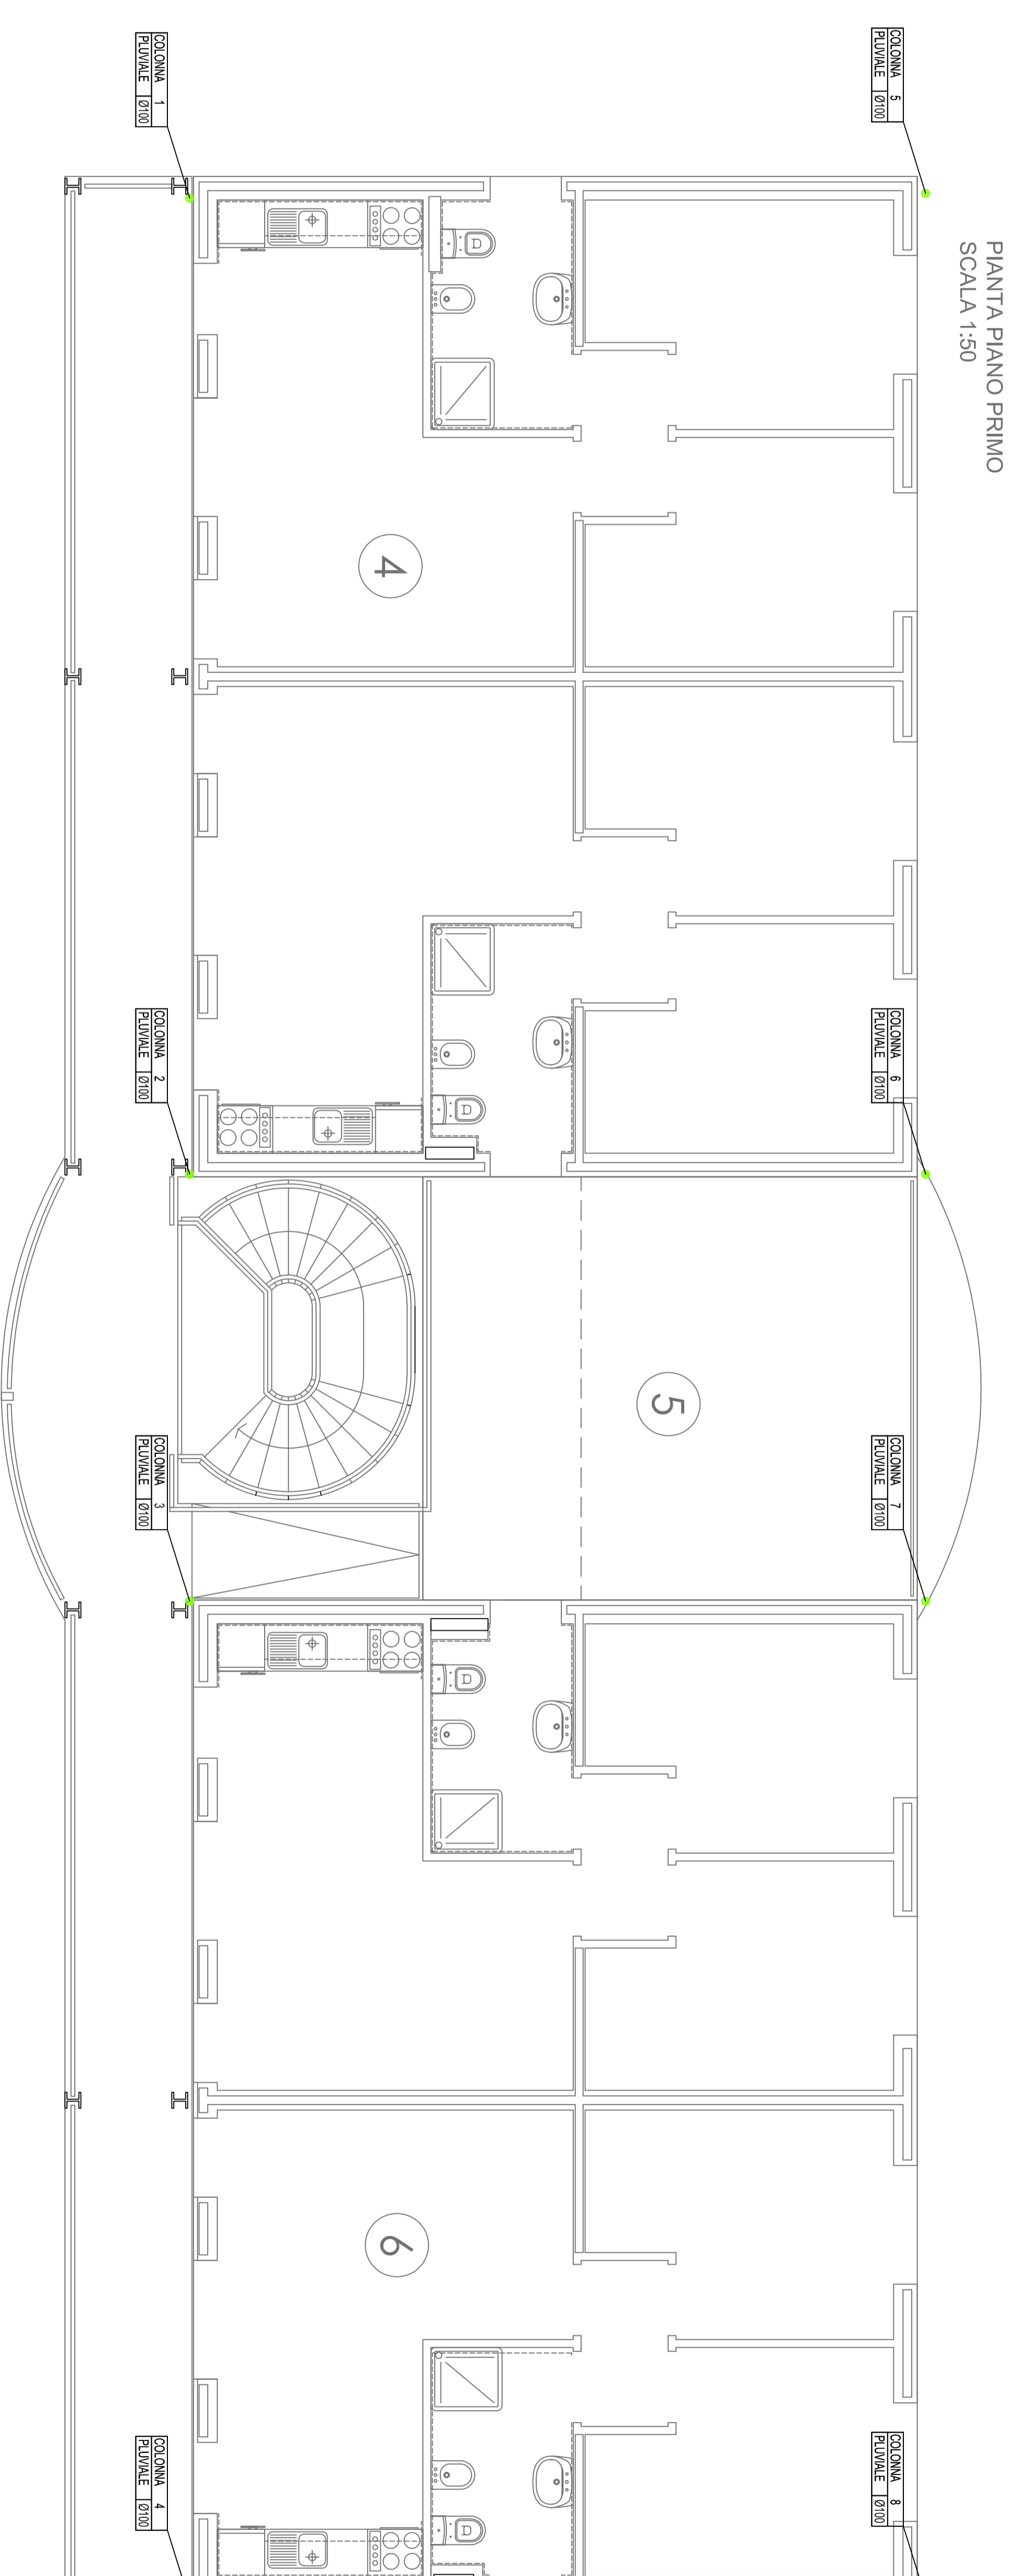 PIANTA PIANO PRIMO
SCALA 1:50
COLONNA 5
PLUVIALE Ø100
COLONNA 6
PLUVIALE Ø100
COLONNA 7
PLUVIALE Ø100
COLONNA 8
PLUVIALE Ø100
4
5
6
COLONNA 1
PLUVIALE Ø100
COLONNA 2
PLUVIALE Ø100
COLONNA 3
PLUVIALE Ø100
COLONNA 4
PLUVIALE Ø100